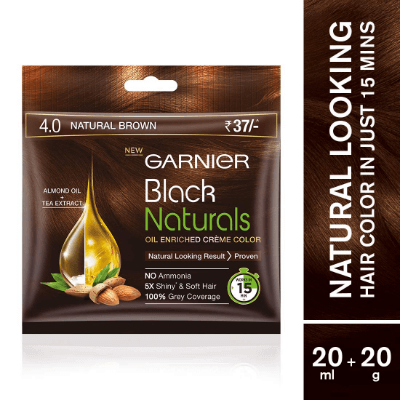 4.0 NATURAL BROWN
₹37/-
NEW
GARNIER
Black
Naturals
OIL ENRICHED CRÈME COLOR
ALMOND OIL
+
TEA EXTRACT
Natural Looking Result > Proven
NO Ammonia
5X Shiny* & Soft Hair
100% Grey Coverage
15
MIN
NATURAL LOOKING
HAIR COLOR IN JUST 15 MINS
20 + 20
ml g